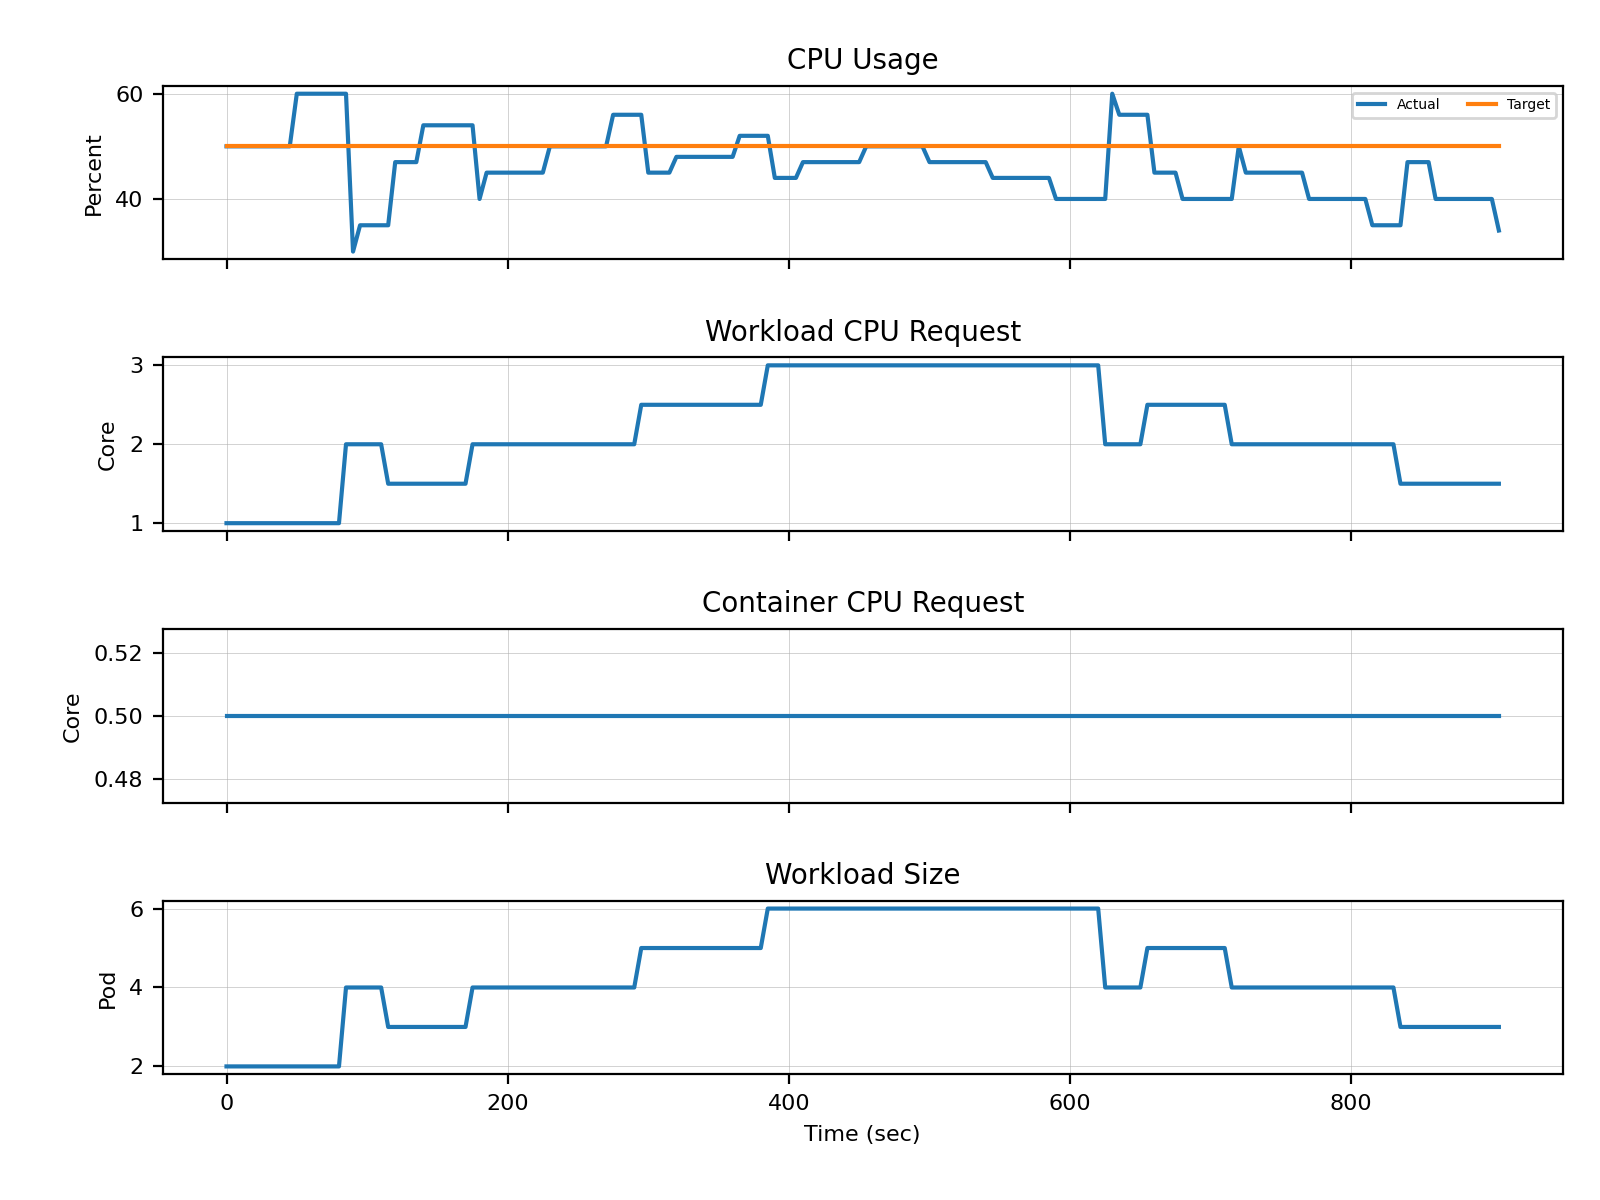 CPU Usage
60
40
Percent
Actual
Target
Workload CPU Request
3
2
1
Core
Container CPU Request
0.52
0.50
0.48
Core
Workload Size
6
4
2
Pod
0 200 400 600 800
Time (sec)